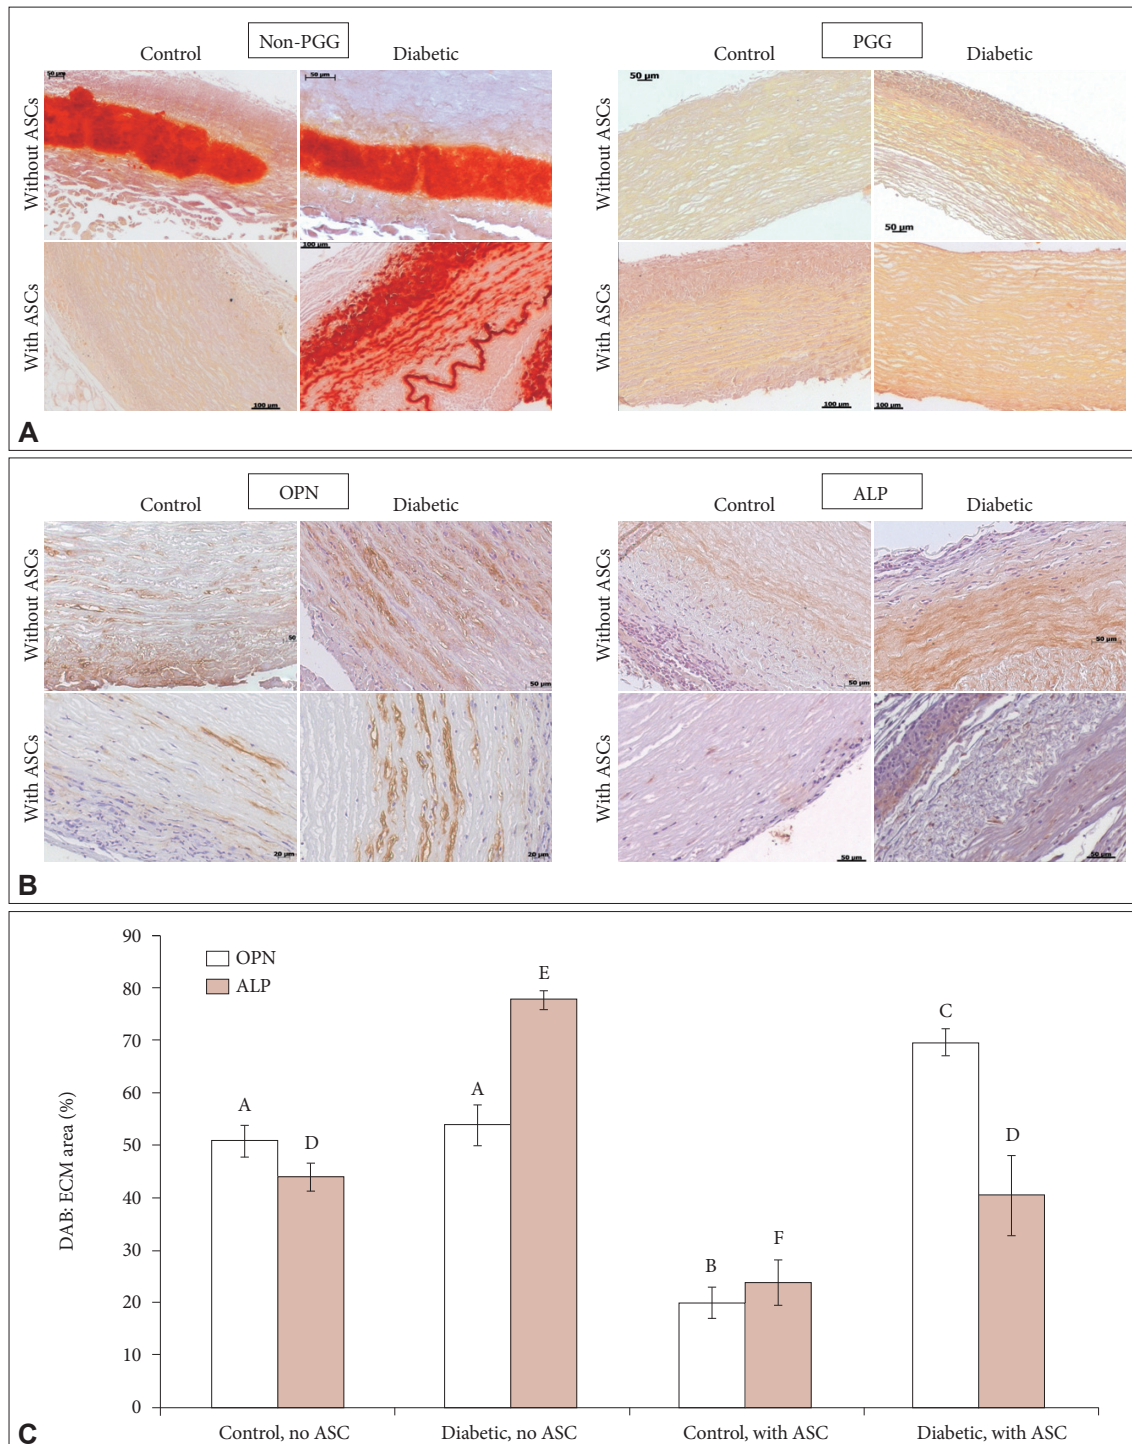 Non-PGG
Control Diabetic
Without ASCs
50 µm
50 µm
With ASCs
100 µm
100 µm
PGG
Control Diabetic
Without ASCs
50 µm
50 µm
With ASCs
100 µm
100 µm
A
OPN
Control Diabetic
Without ASCs
50
50 µm
With ASCs
20 µm
20 µm
ALP
Control Diabetic
Without ASCs
50 µm
50 µm
With ASCs
50 µm
50 µm
B
90
80
70
60
50
40
30
20
10
0
DAB: ECM area (%)
OPN
ALP
A
D
A
E
B
F
C
D
Control, no ASC
Diabetic, no ASC
Control, with ASC
Diabetic, with ASC
C